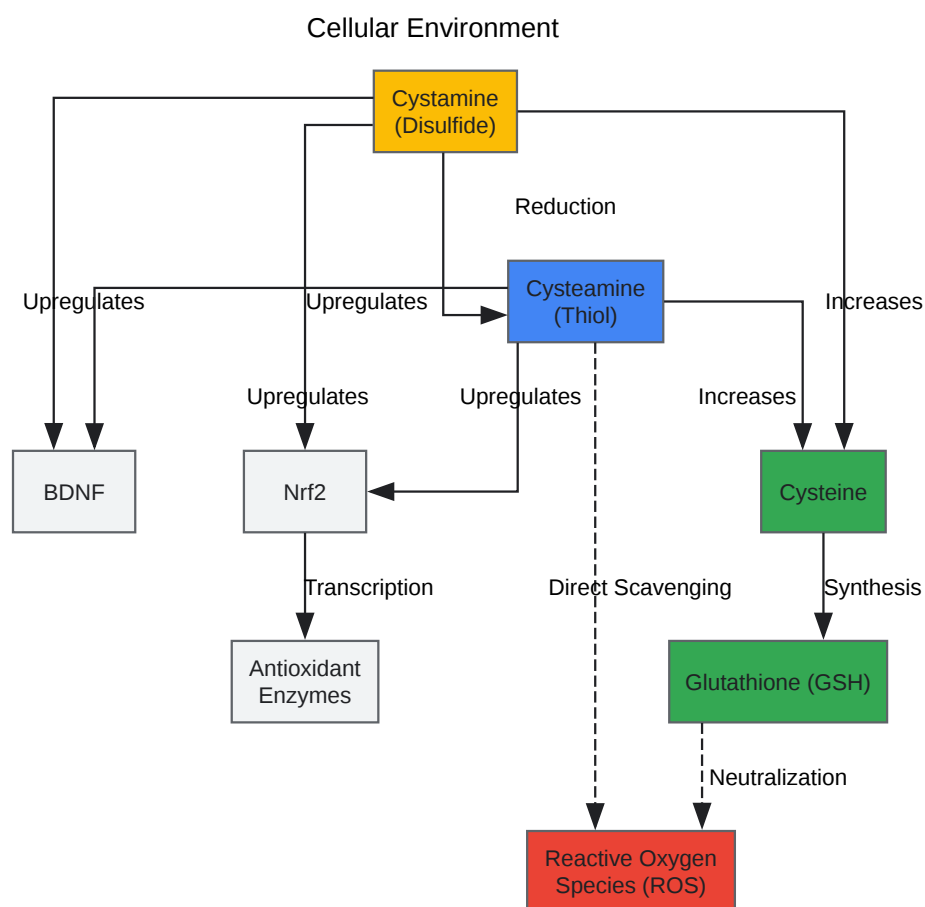 Cellular Environment
Cystamine
(Disulfide)
Reduction
Cysteamine
(Thiol)
Upregulates
Upregulates
Increases
Upregulates
Upregulates
Increases
BDNF
Nrf2
Cysteine
Transcription
Direct Scavenging
Synthesis
Antioxidant
Enzymes
Glutathione (GSH)
Neutralization
Reactive Oxygen
Species (ROS)